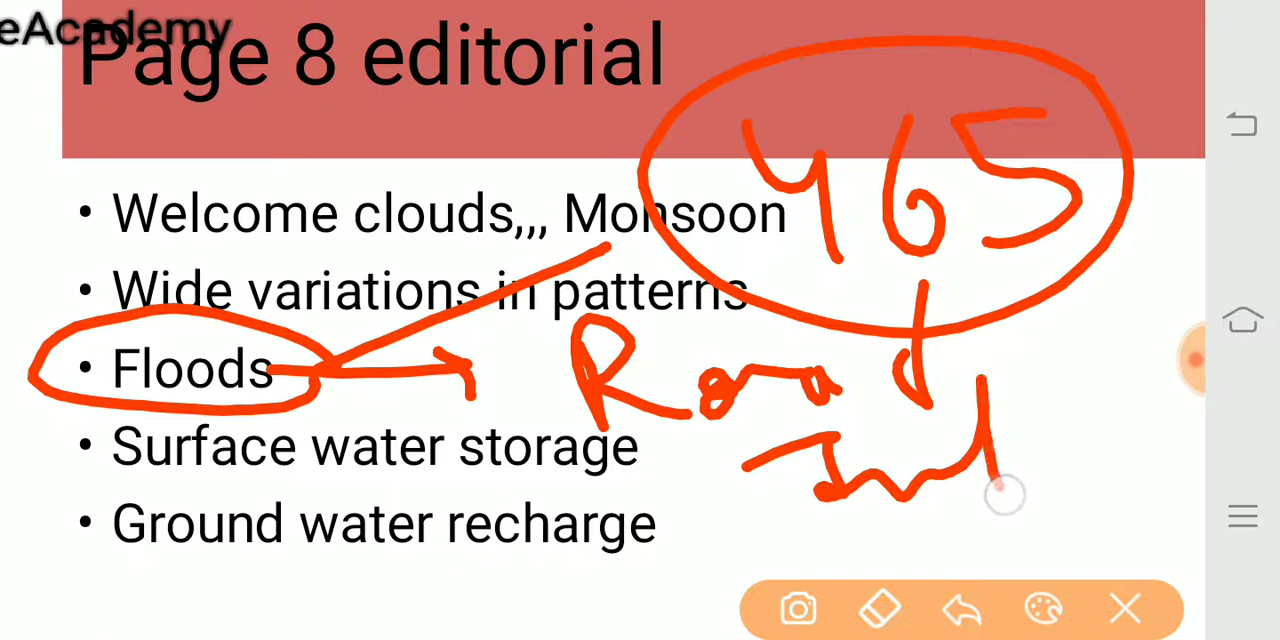 eAcademy
Page 8 editorial
465
• Welcome clouds,,, Monsoon
• Wide variations in patterns
• Floods
Road
• Surface water storage
• Ground water recharge